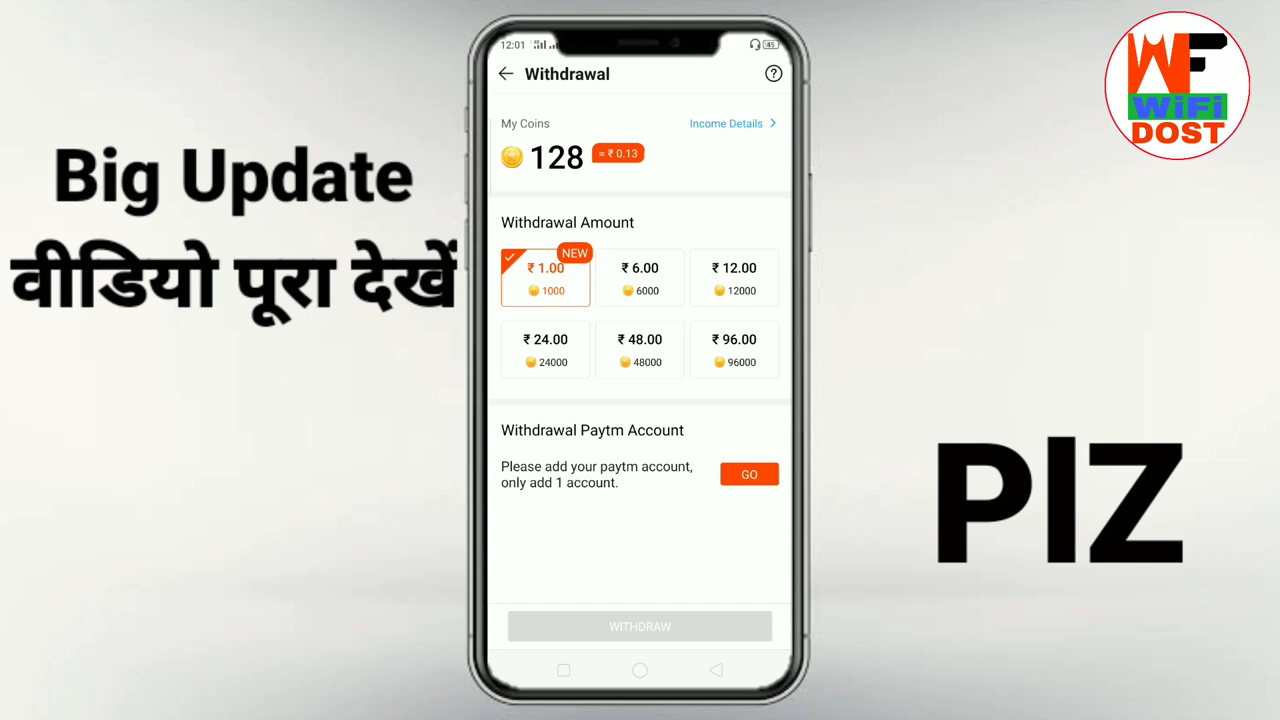 Big Update
वीडियो पूरा देखें
12:01
45
Withdrawal
?
My Coins
Income Details >
128
≈ ₹ 0.13
Withdrawal Amount
NEW
₹ 1.00
₹ 6.00
₹ 12.00
1000
6000
12000
₹ 24.00
₹ 48.00
₹ 96.00
24000
48000
96000
Withdrawal Paytm Account
Please add your paytm account,
only add 1 account.
GO
WITHDRAW
WF
WiFi
DOST
PlZ